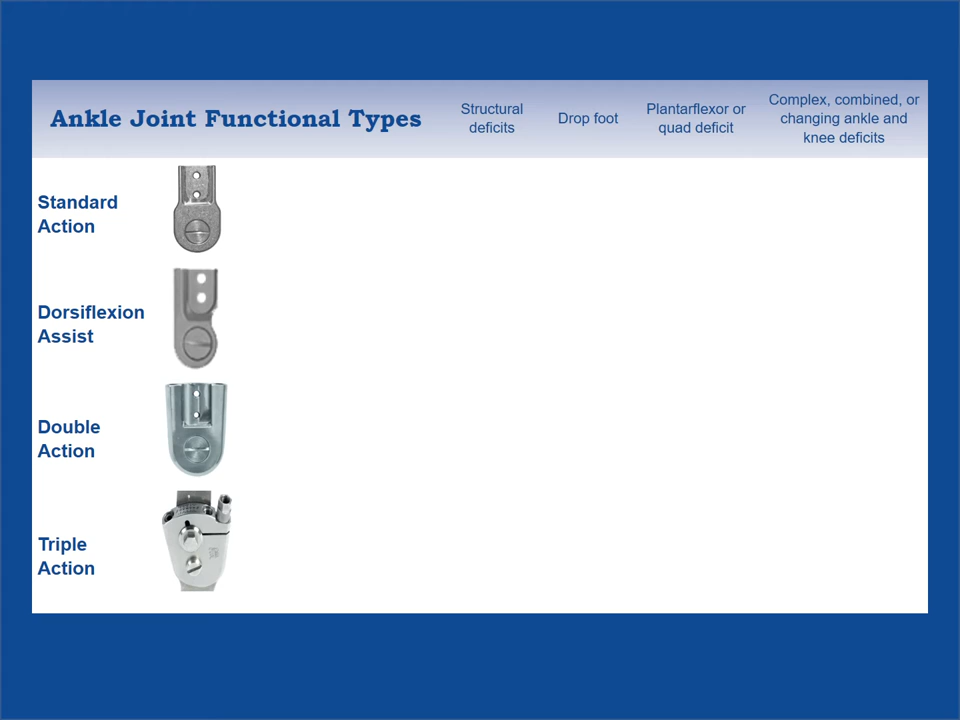 Ankle Joint Functional Types
Structural
deficits
Drop foot
Plantarflexor or
quad deficit
Complex, combined, or
changing ankle and
knee deficits
Standard
Action
Dorsiflexion
Assist
Double
Action
Triple
Action